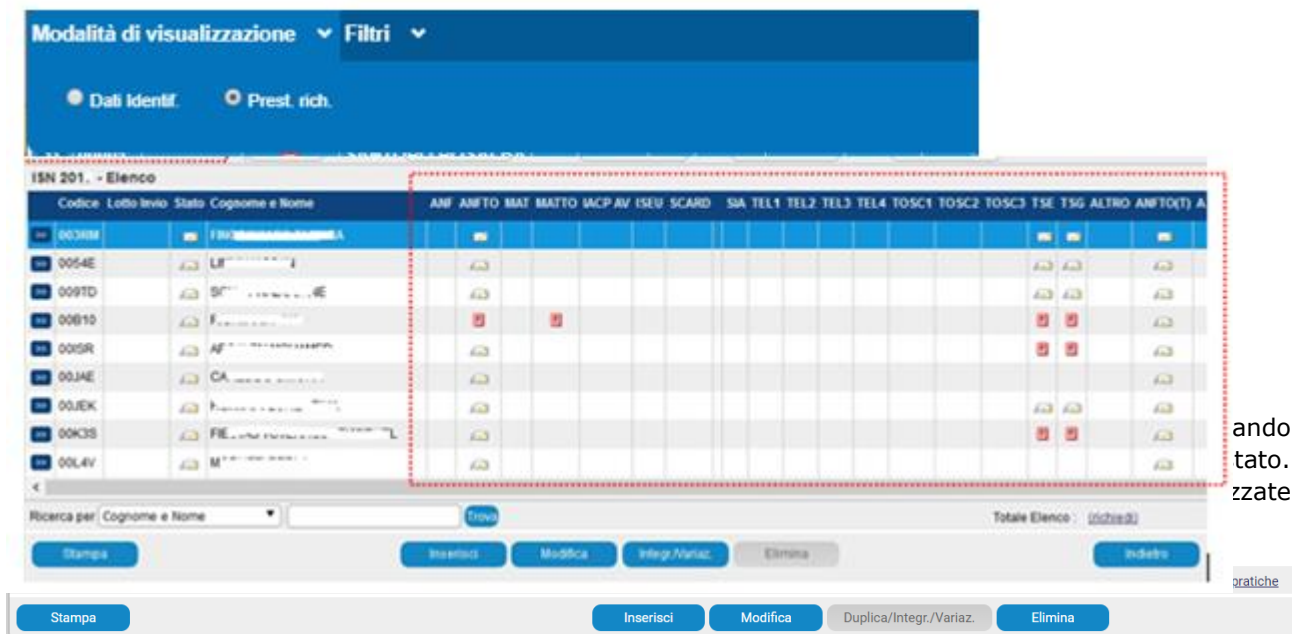 Modalità di visualizzazione Filtri
Dati Identif. Prest. rich.
ISN 201. - Elenco
Codice Lotto Invio Stato Cognome e Nome ANF ANFTO MAT MATTO IACP AV ISEU SCARD SIA TEL1 TEL2 TEL3 TEL4 TOSC1 TOSC2 TOSC3 TSE TSG ALTRO ANFTO(T) A
003RM
0054E
009TD
00B10
00ISR
00JAE
00JEK
00K3S
00L4V
ando
tato.
zzate
Ricerca per Cognome e Nome Trova Totale Elenco : (richiedi)
Stampa Inserisci Modifica Integr./Variaz. Elimina Indietro
pratiche
Stampa Inserisci Modifica Duplica/Integr./Variaz. Elimina